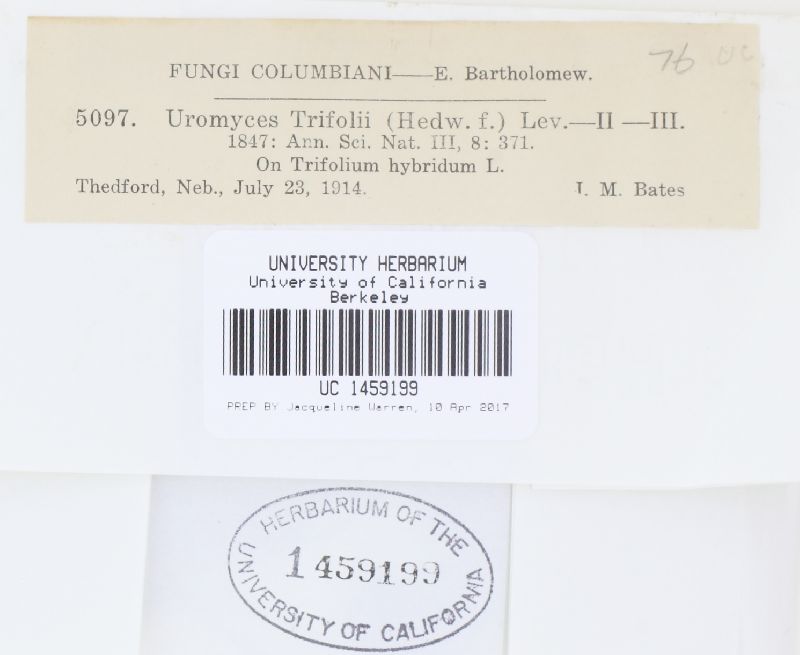 76 UC
FUNGI COLUMBIANI—E. Bartholomew.
5097. Uromyces Trifolii (Hedw. f.) Lev.—II —III.
1847: Ann. Sci. Nat. III, 8: 371.
On Trifolium hybridum L.
Thedford, Neb., July 23, 1914. J. M. Bates
UNIVERSITY HERBARIUM
University of California
Berkeley
UC 1459199
PREP BY Jacqueline Warren, 10 Apr 2017
HERBARIUM OF THE
1459199
UNIVERSITY OF CALIFORNIA